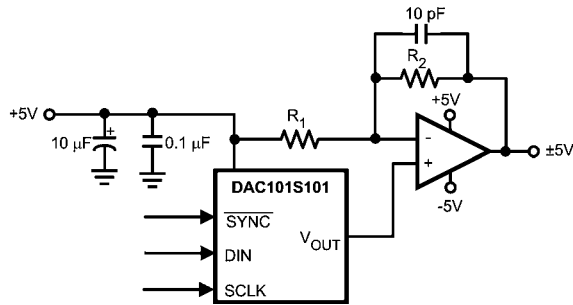 10 pF
R2
+5V
R1
+5V
10 µF
+
0.1 µF
-
+
±5V
-5V
DAC101S101
SYNC
VOUT
DIN
SCLK